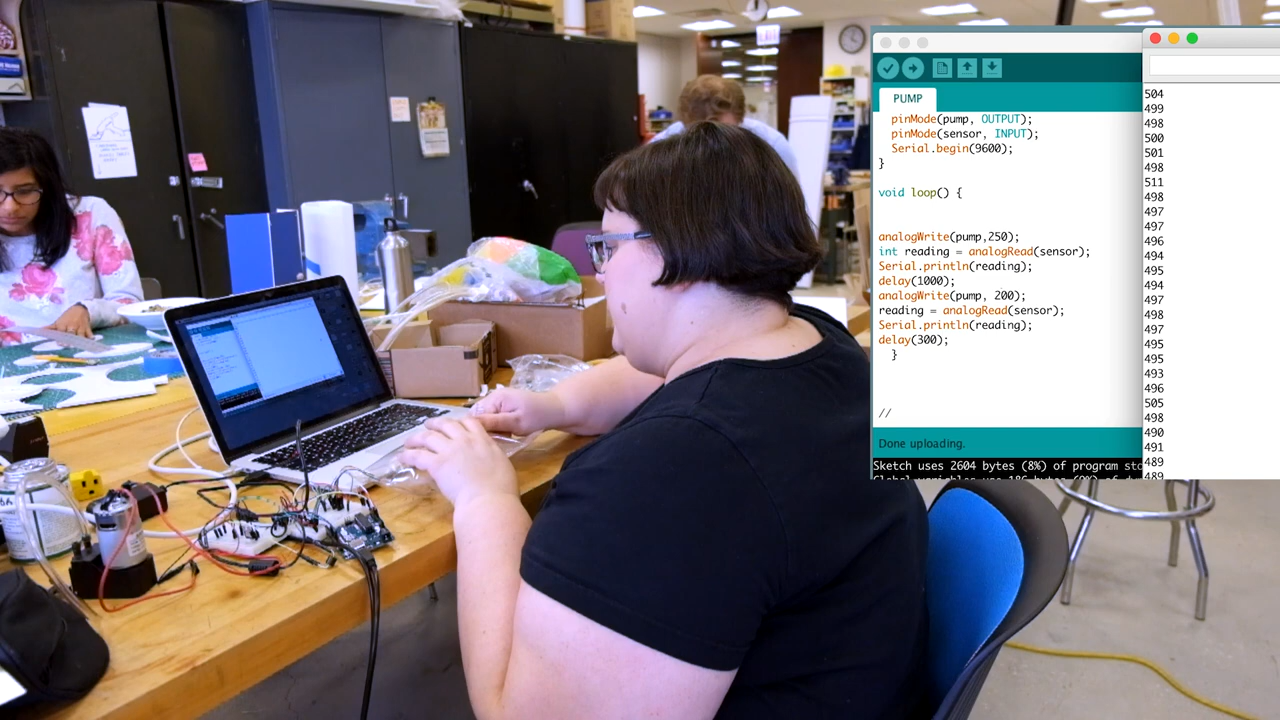 PUMP
pinMode(pump, OUTPUT);
pinMode(sensor, INPUT);
Serial.begin(9600);
}
void loop() {
analogWrite(pump,250);
int reading = analogRead(sensor);
Serial.println(reading);
delay(1000);
analogWrite(pump, 200);
reading = analogRead(sensor);
Serial.println(reading);
delay(300);
}
//
Done uploading.
Sketch uses 2604 bytes (8%) of program sto
504
499
498
500
501
498
511
498
497
497
496
494
495
494
497
498
497
495
495
493
496
505
498
490
491
489
489